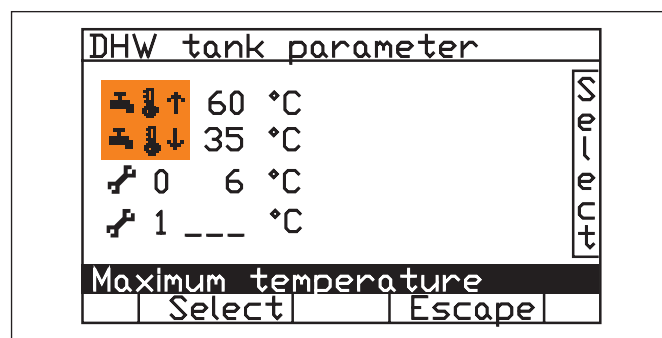 DHW tank parameter
↑ 60 °C
↓ 35 °C
0 6 °C
1 ___ °C
Select
Maximum temperature
Select Escape